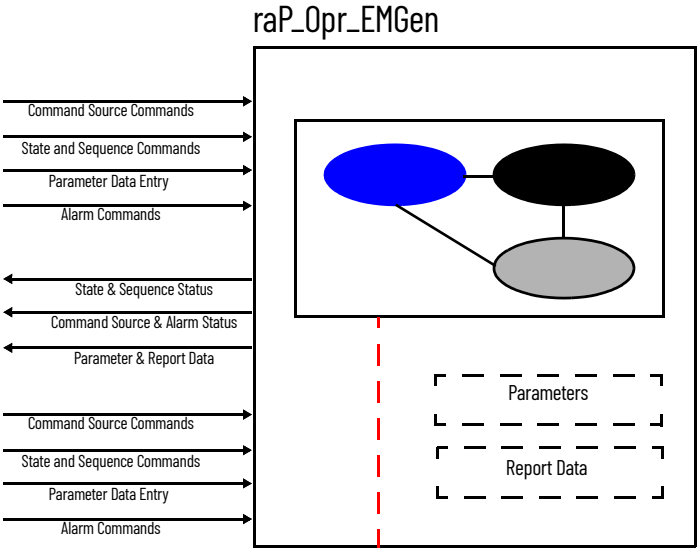 raP_Opr_EMGen
Command Source Commands
State and Sequence Commands
Parameter Data Entry
Alarm Commands
State & Sequence Status
Command Source & Alarm Status
Parameter & Report Data
Parameters
Command Source Commands
State and Sequence Commands
Report Data
Parameter Data Entry
Alarm Commands